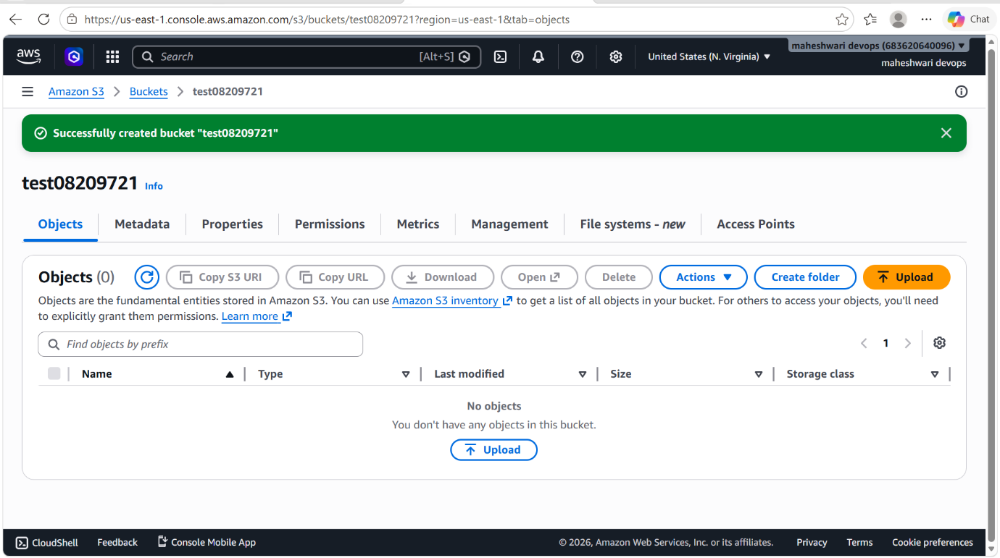 https://us-east-1.console.aws.amazon.com/s3/buckets/test08209721?region=us-east-1&tab=objects
Chat
aws
Search [Alt+S]
United States (N. Virginia)
maheshwari devops (683620640096)
maheshwari devops
Amazon S3 Buckets test08209721
Successfully created bucket "test08209721"
test08209721 Info
Objects Metadata Properties Permissions Metrics Management File systems - new Access Points
Objects (0) Copy S3 URI Copy URL Download Open Delete Actions Create folder Upload
Objects are the fundamental entities stored in Amazon S3. You can use Amazon S3 inventory to get a list of all objects in your bucket. For others to access your objects, you'll need
to explicitly grant them permissions. Learn more
Find objects by prefix
1
Name Type Last modified Size Storage class
No objects
You don't have any objects in this bucket.
Upload
CloudShell Feedback Console Mobile App © 2026, Amazon Web Services, Inc. or its affiliates. Privacy Terms Cookie preferences